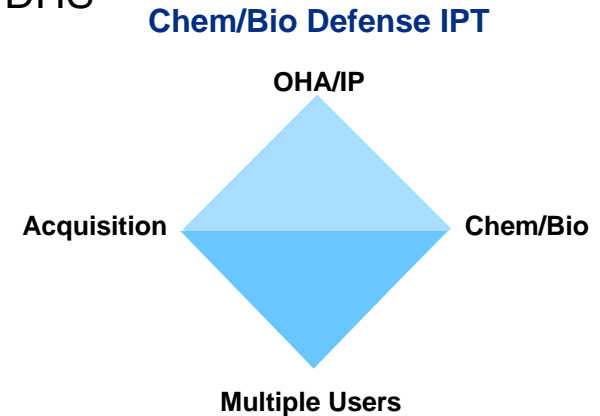 DHS
Chem/Bio Defense IPT
OHA/IP
Acquisition
Chem/Bio
Multiple Users